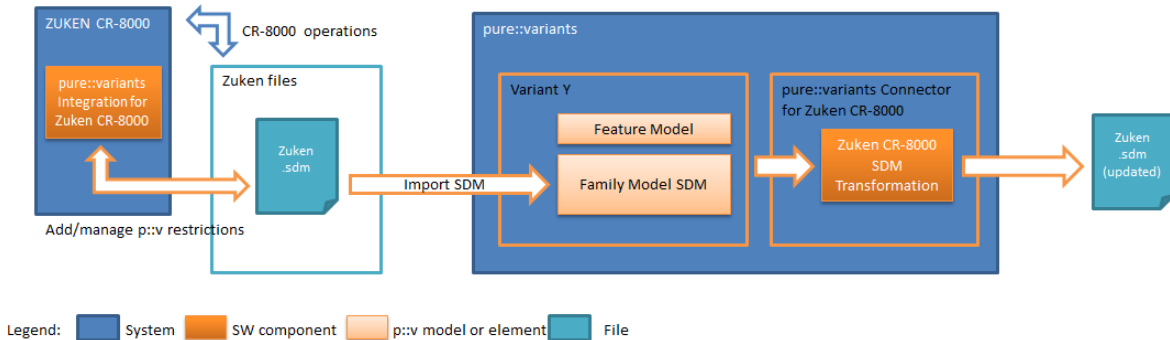 ZUKEN CR-8000
CR-8000 operations
pure::variants
Integration for
Zuken CR-8000
Zuken files
Zuken
.sdm
Add/manage p::v restrictions
Import SDM
pure::variants
Variant Y
Feature Model
Family Model SDM
pure::variants Connector
for Zuken CR-8000
Zuken CR-8000
SDM
Transformation
Zuken
.sdm
(updated)
Legend:
System
SW component
p::v model or element
File